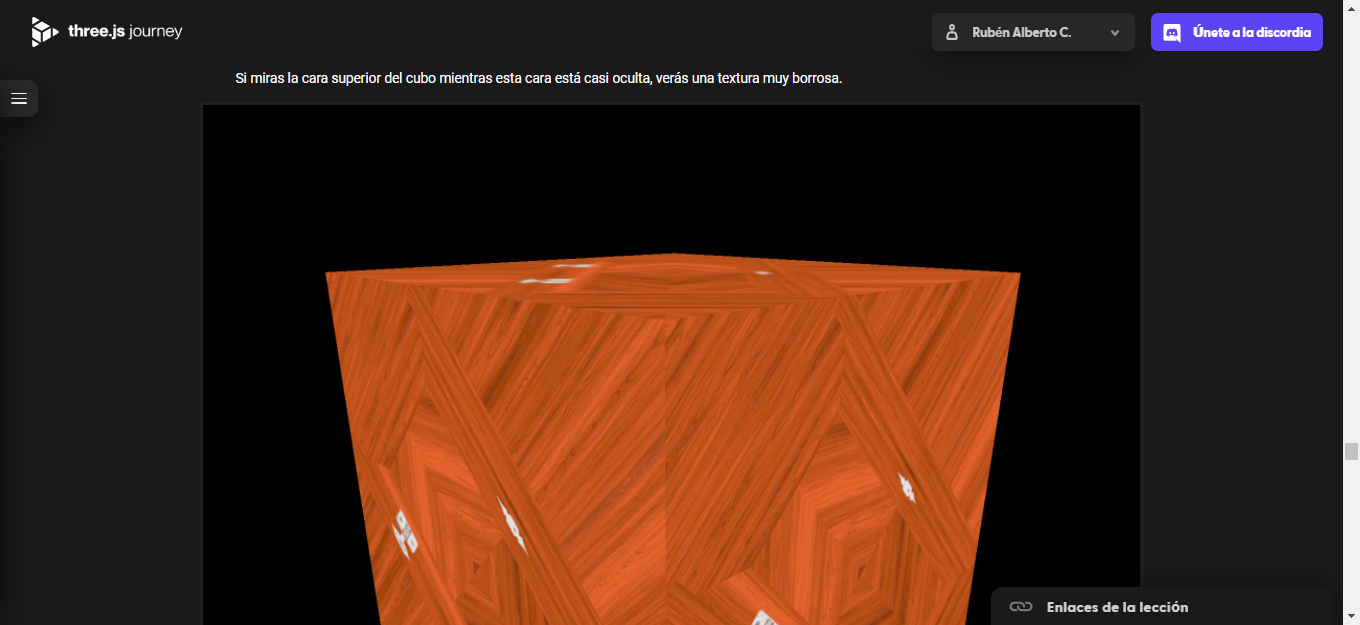 three.js journey
Rubén Alberto C.
Únete a la discordia
Si miras la cara superior del cubo mientras esta cara está casi oculta, verás una textura muy borrosa.
Enlaces de la lección